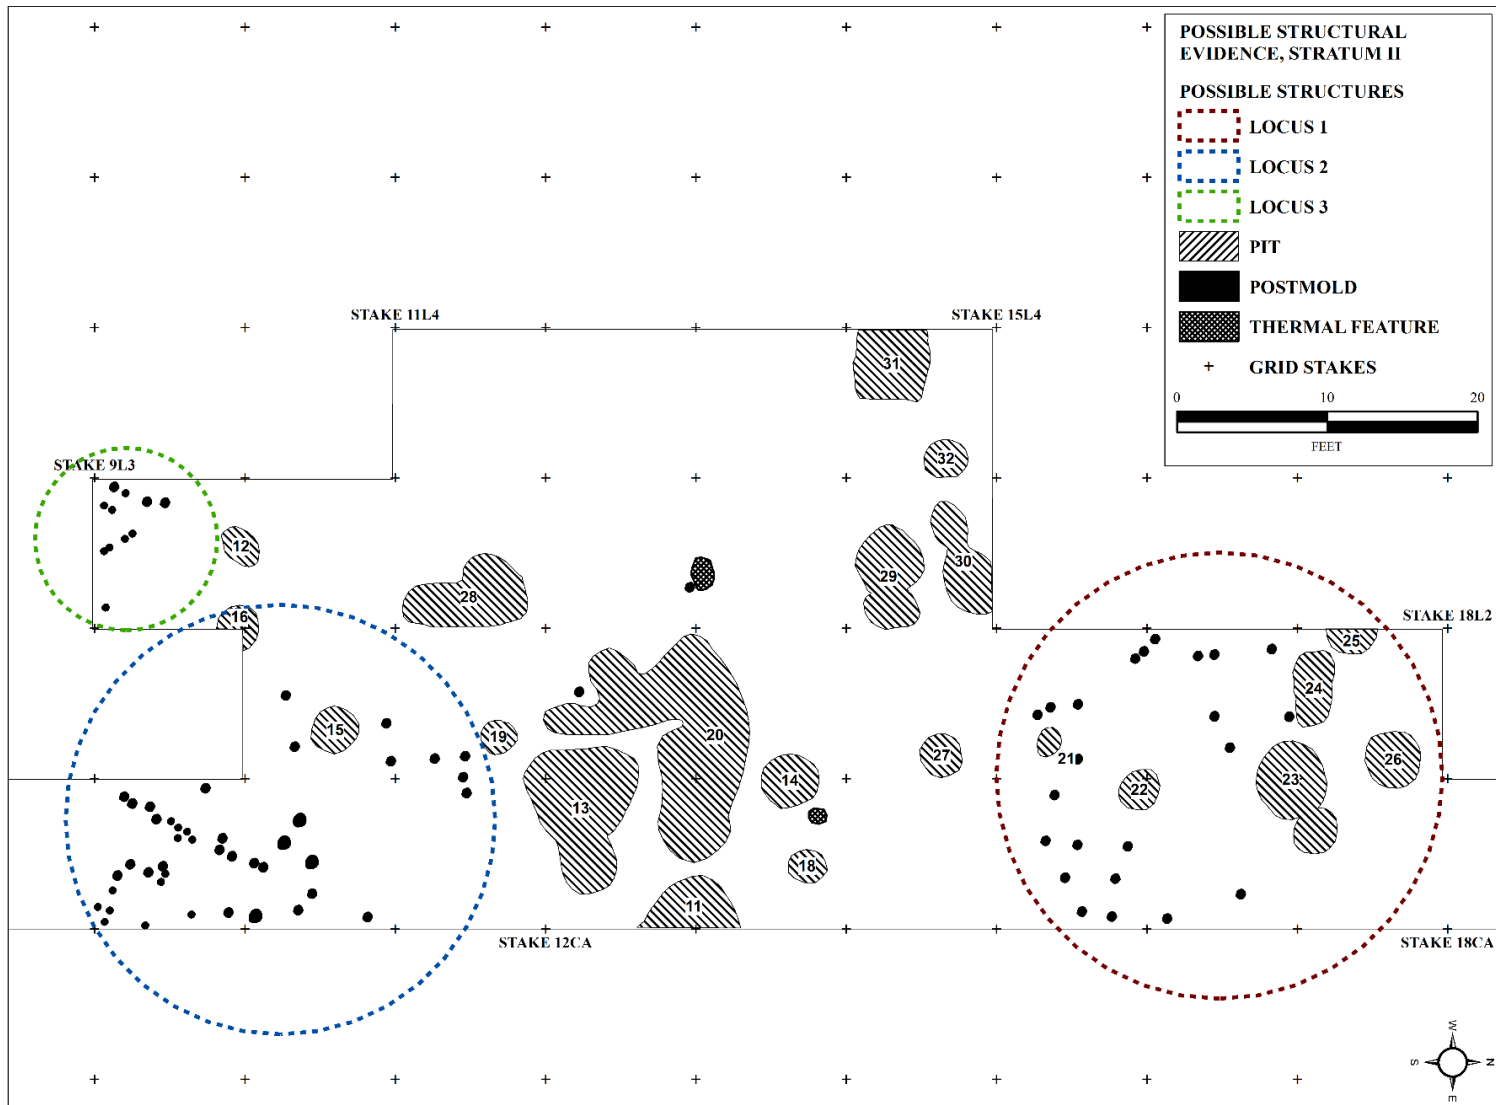 POSSIBLE STRUCTURAL
EVIDENCE, STRATUM II
POSSIBLE STRUCTURES
LOCUS 1
LOCUS 2
LOCUS 3
PIT
POSTMOLD
THERMAL FEATURE
GRID STAKES
0 10 20
FEET
STAKE 11L4
STAKE 15L4
31
32
STAKE 9L3
12
30
29
28
16
STAKE 18L2
25
24
15
19
20
27
21
26
14
22
23
13
18
11
STAKE 12CA
STAKE 18CA
W
S
N
E